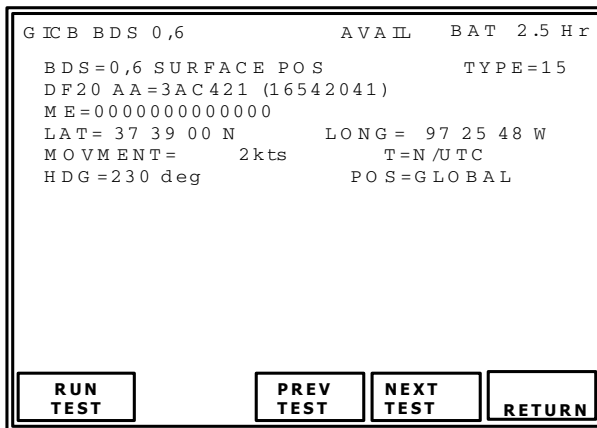 GICB BDS 0,6 AVAIL BAT 2.5 Hr
BDS=0,6 SURFACE POS TYPE=15
DF20 AA=3AC421 (16542041)
ME=0000000000000
LAT= 37 39 00 N LONG= 97 25 48 W
MOVMENT= 2kts T=N/UTC
HDG=230 deg POS=GLOBAL
RUN TEST PREV TEST NEXT TEST RETURN